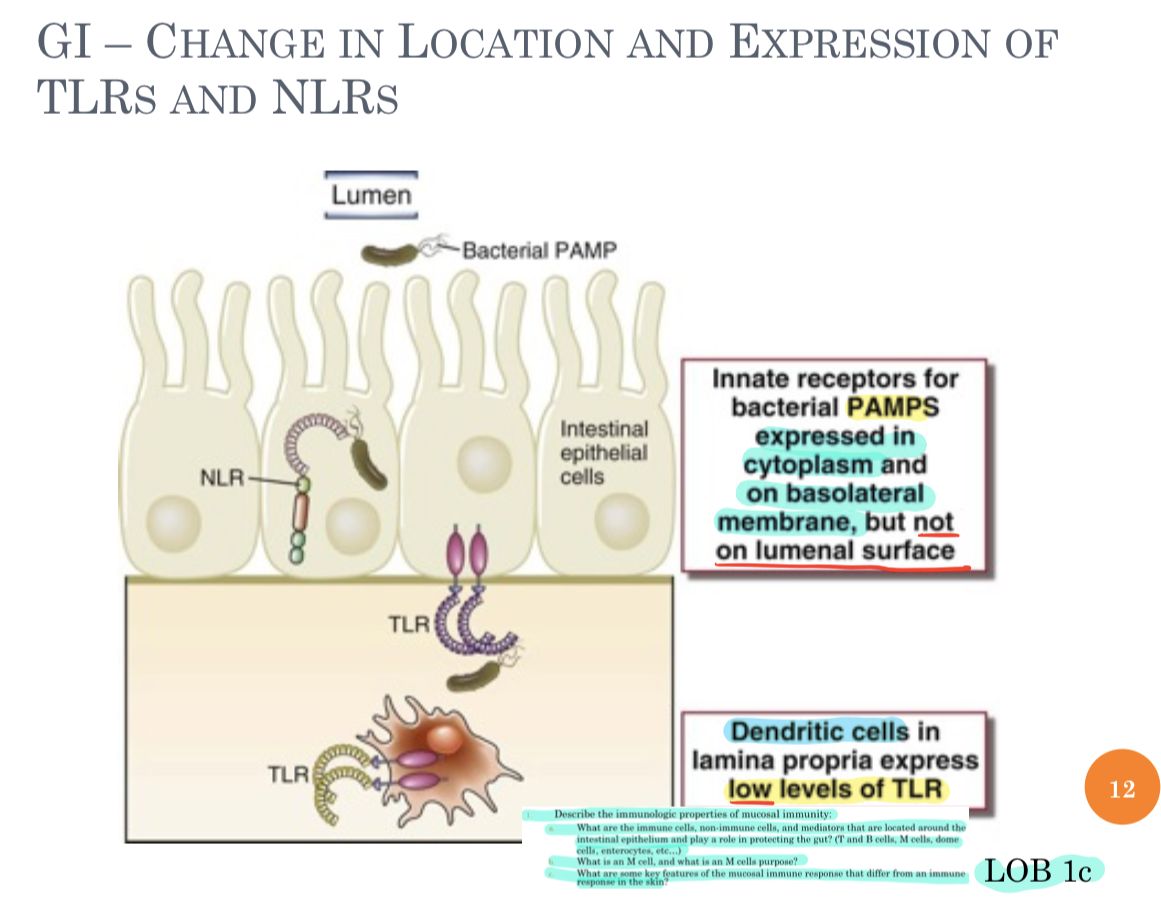 GI – CHANGE IN LOCATION AND EXPRESSION OF
TLRS AND NLRS
Lumen
Bacterial PAMP
Intestinal
epithelial
cells
NLR
TLR
TLR
Innate receptors for
bacterial PAMPS
expressed in
cytoplasm and
on basolateral
membrane, but not
on lumenal surface
Dendritic cells in
lamina propria express
low levels of TLR
12
Describe the immunologic properties of mucosal immunity:
What are the immune cells, non-immune cells, and mediators that are located around the
intestinal epithelium and play a role in protecting the gut? (T and B cells, M cells, dome
cells, enterocytes, etc...)
What is an M cell, and what is an M cells purpose?
What are some key features of the mucosal immune response that differ from an immune
response in the skin?
LOB 1c